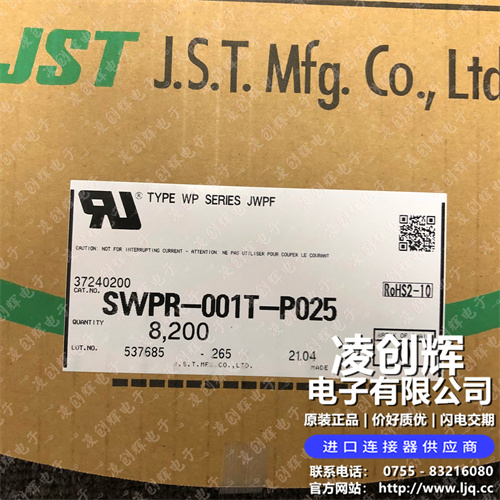 JST J.S.T. Mfg. Co., Ltd
TYPE WP SERIES JWPF
CAUTION: NOT FOR INTERRUPTING CURRENT - ATTENTION: NE PAS UTILISER POUR COUPER LE COURANT
37240200
CAT.NO. SWPR-001T-P025 RoHS2-10
QUANTITY 8,200
LOT.NO. 537685 - 265 21.04
J.S.T.MFG.CO.,LTD. MADE
凌创辉
电子有限公司
原装正品 | 价好质优 | 闪电交期
进口连接器供应商
联系电话: 0755 - 83216080
官方网站: www.ljq.cc